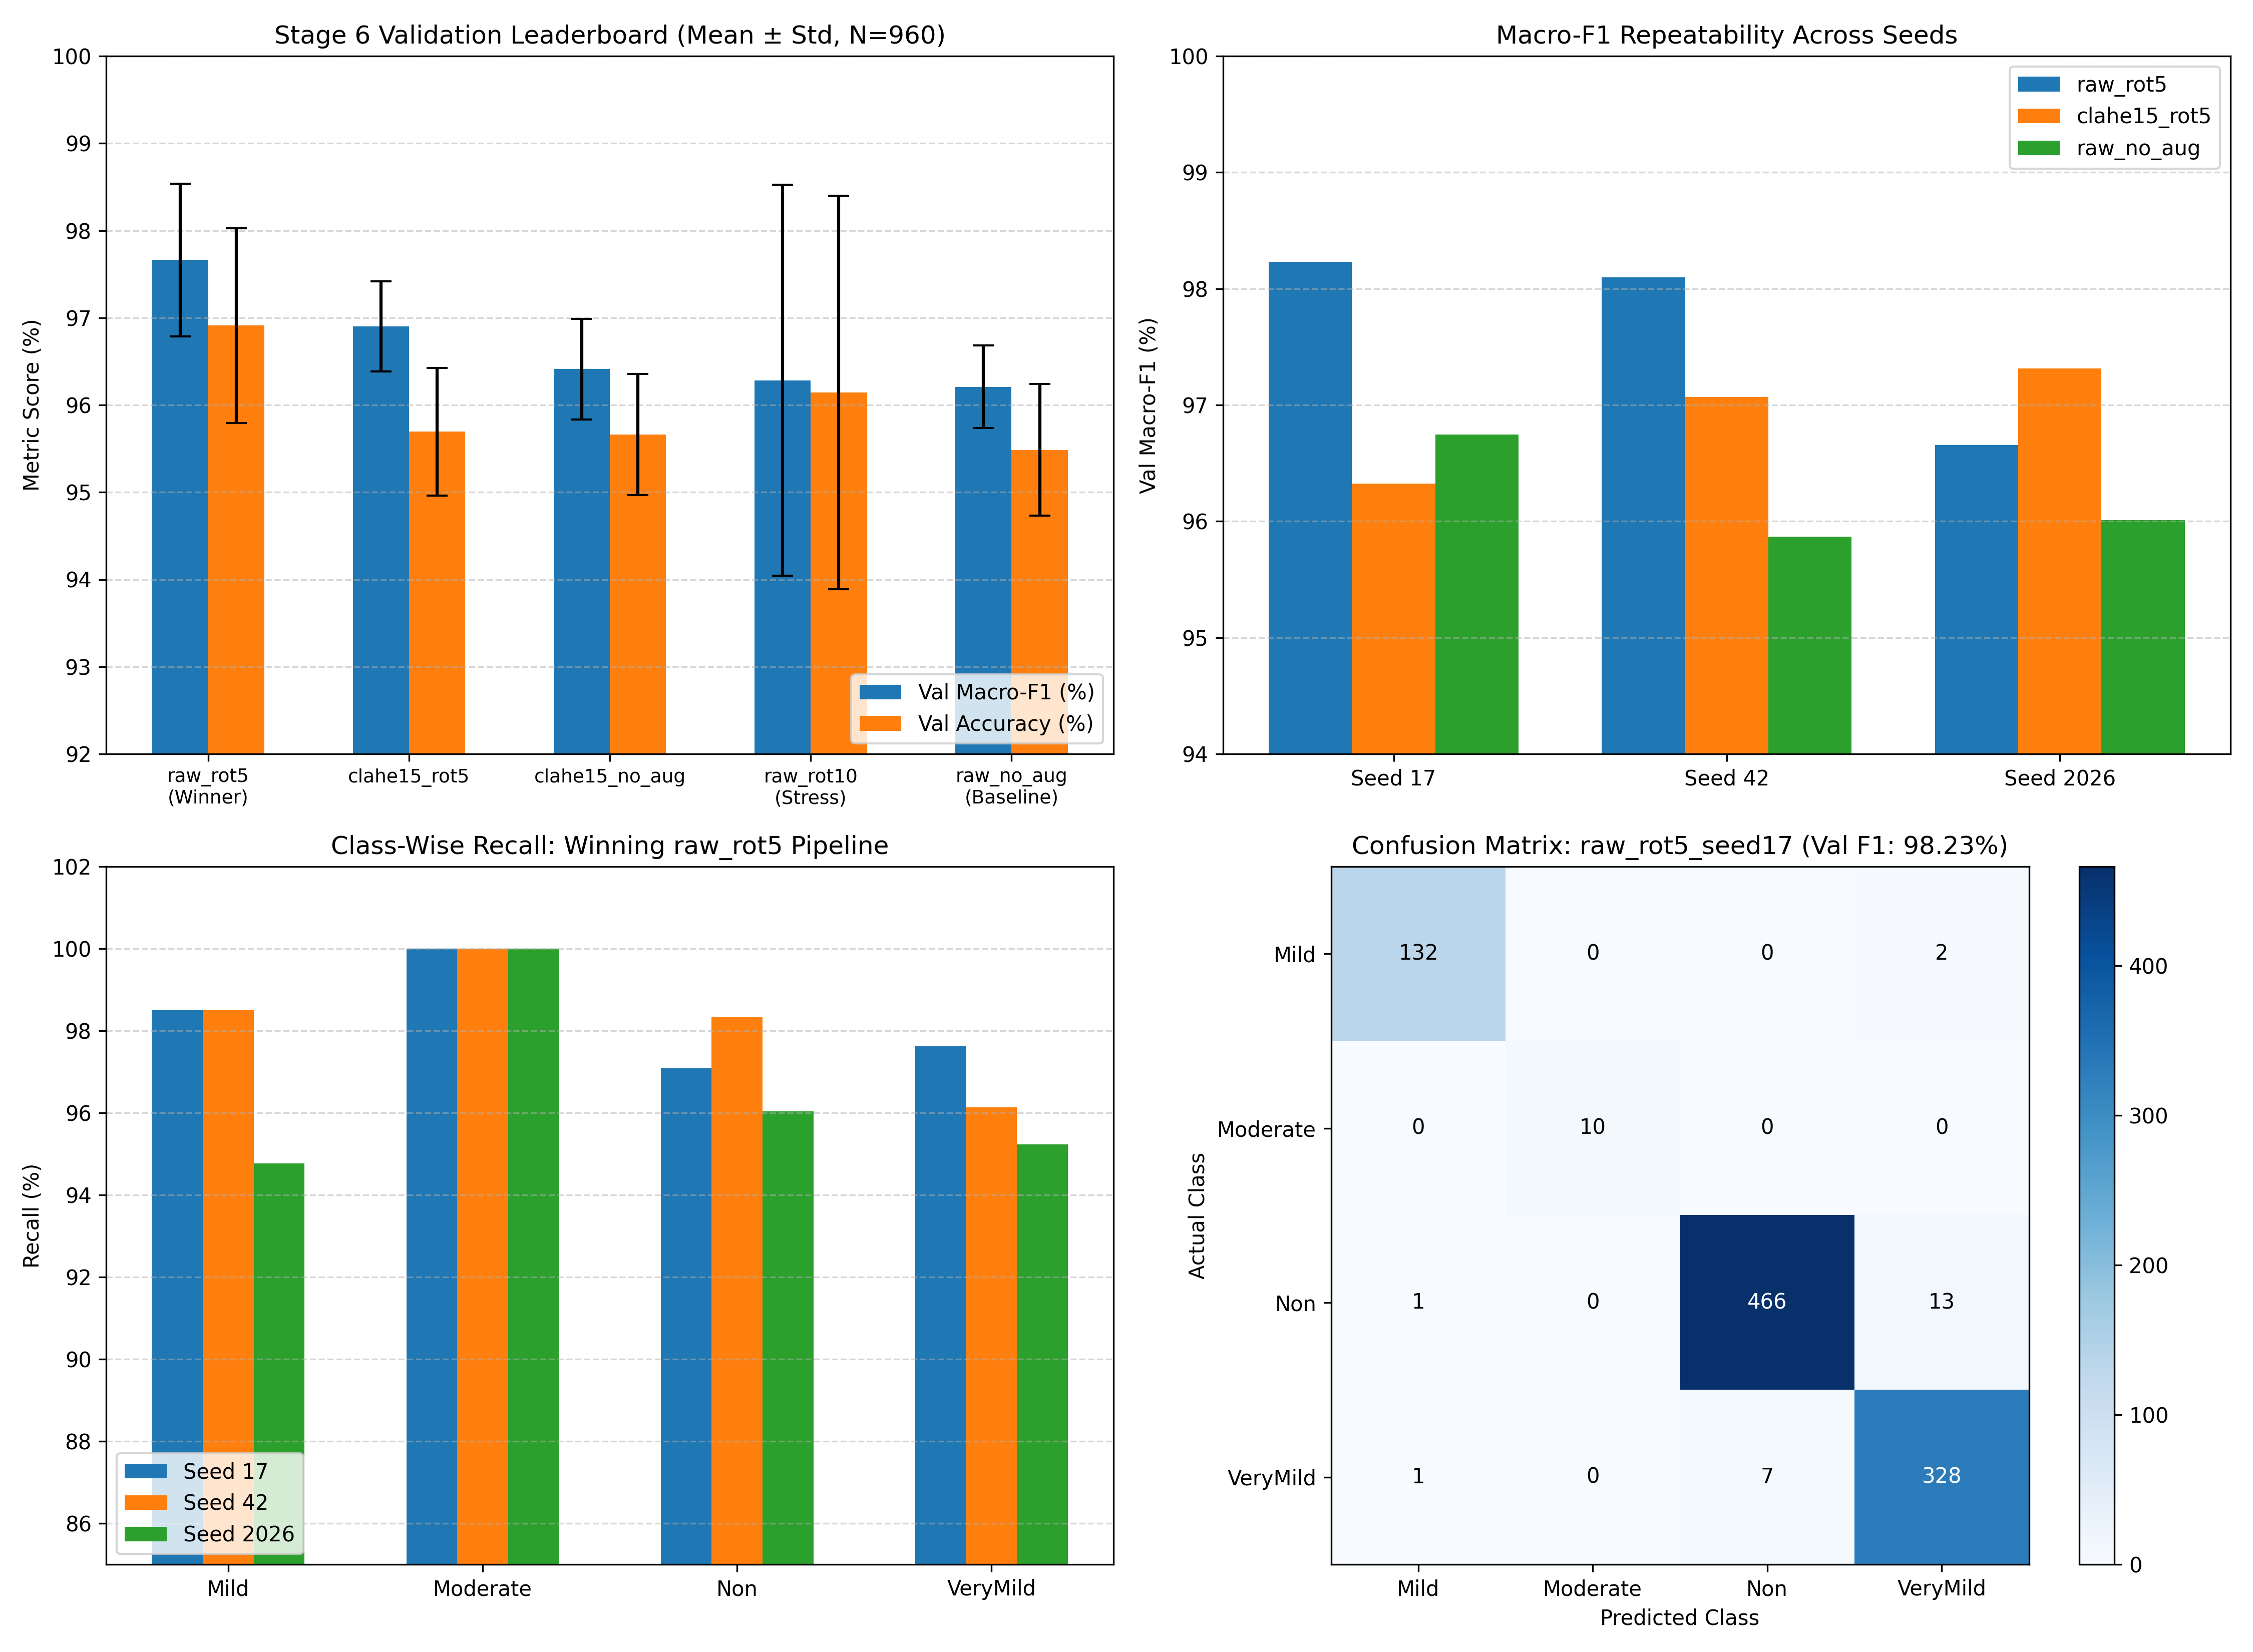 Stage 6 Validation Leaderboard (Mean ± Std, N=960)
Metric Score (%)
100
99
98
97
96
95
94
93
92
raw_rot5
(Winner)
clahe15_rot5
clahe15_no_aug
raw_rot10
(Stress)
raw_no_aug
(Baseline)
Val Macro-F1 (%)
Val Accuracy (%)
Macro-F1 Repeatability Across Seeds
Val Macro-F1 (%)
100
99
98
97
96
95
94
Seed 17
Seed 42
Seed 2026
raw_rot5
clahe15_rot5
raw_no_aug
Class-Wise Recall: Winning raw_rot5 Pipeline
Recall (%)
102
100
98
96
94
92
90
88
86
Mild
Moderate
Non
VeryMild
Seed 17
Seed 42
Seed 2026
Confusion Matrix: raw_rot5_seed17 (Val F1: 98.23%)
Actual Class
Mild
132 0 0 2
Moderate
0 10 0 0
Non
1 0 466 13
VeryMild
1 0 7 328
Mild
Moderate
Non
VeryMild
Predicted Class
400
300
200
100
0